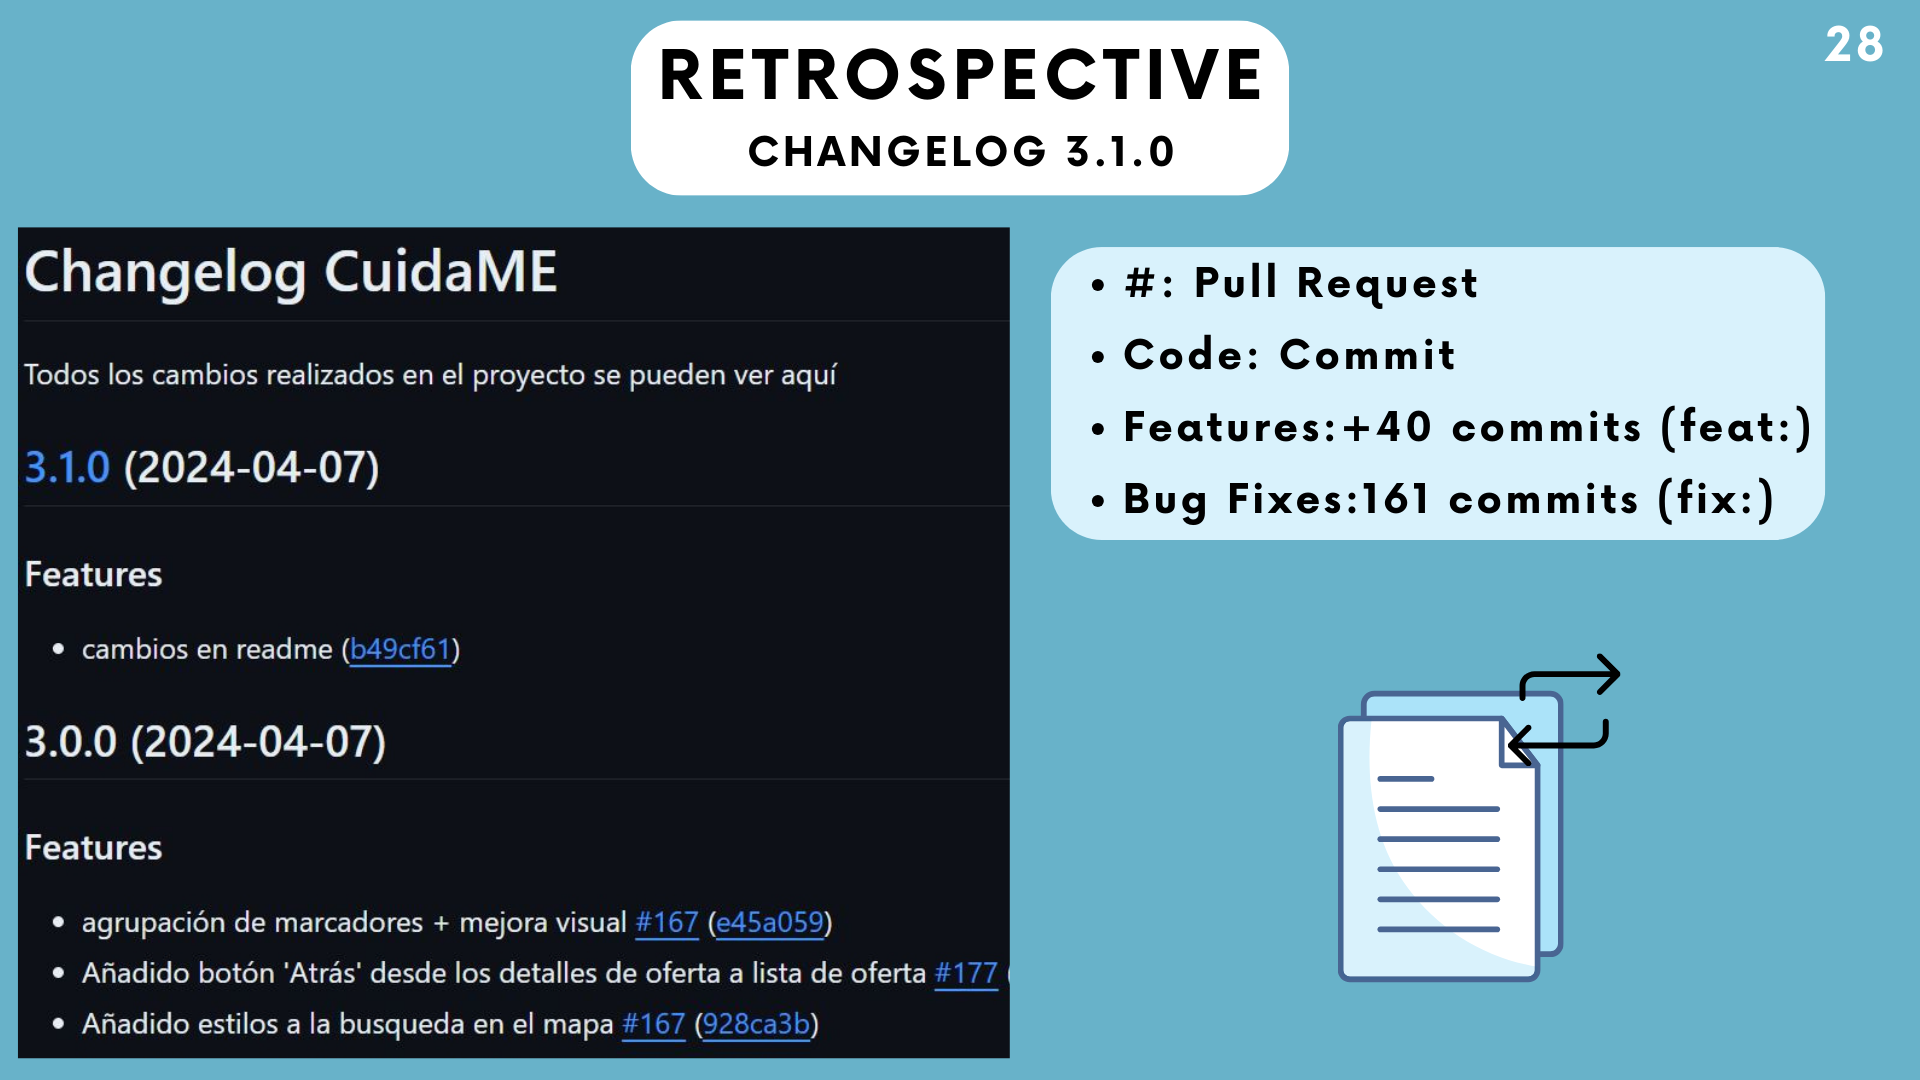 28
RETROSPECTIVE
CHANGELOG 3.1.0
Changelog CuidaME
Todos los cambios realizados en el proyecto se pueden ver aquí
3.1.0 (2024-04-07)
Features
• cambios en readme (b49cf61)
3.0.0 (2024-04-07)
Features
• agrupación de marcadores + mejora visual #167 (e45a059)
• Añadido botón 'Atrás' desde los detalles de oferta a lista de oferta #177 (
• Añadido estilos a la busqueda en el mapa #167 (928ca3b)
• #: Pull Request
• Code: Commit
• Features:+40 commits (feat:)
• Bug Fixes:161 commits (fix:)